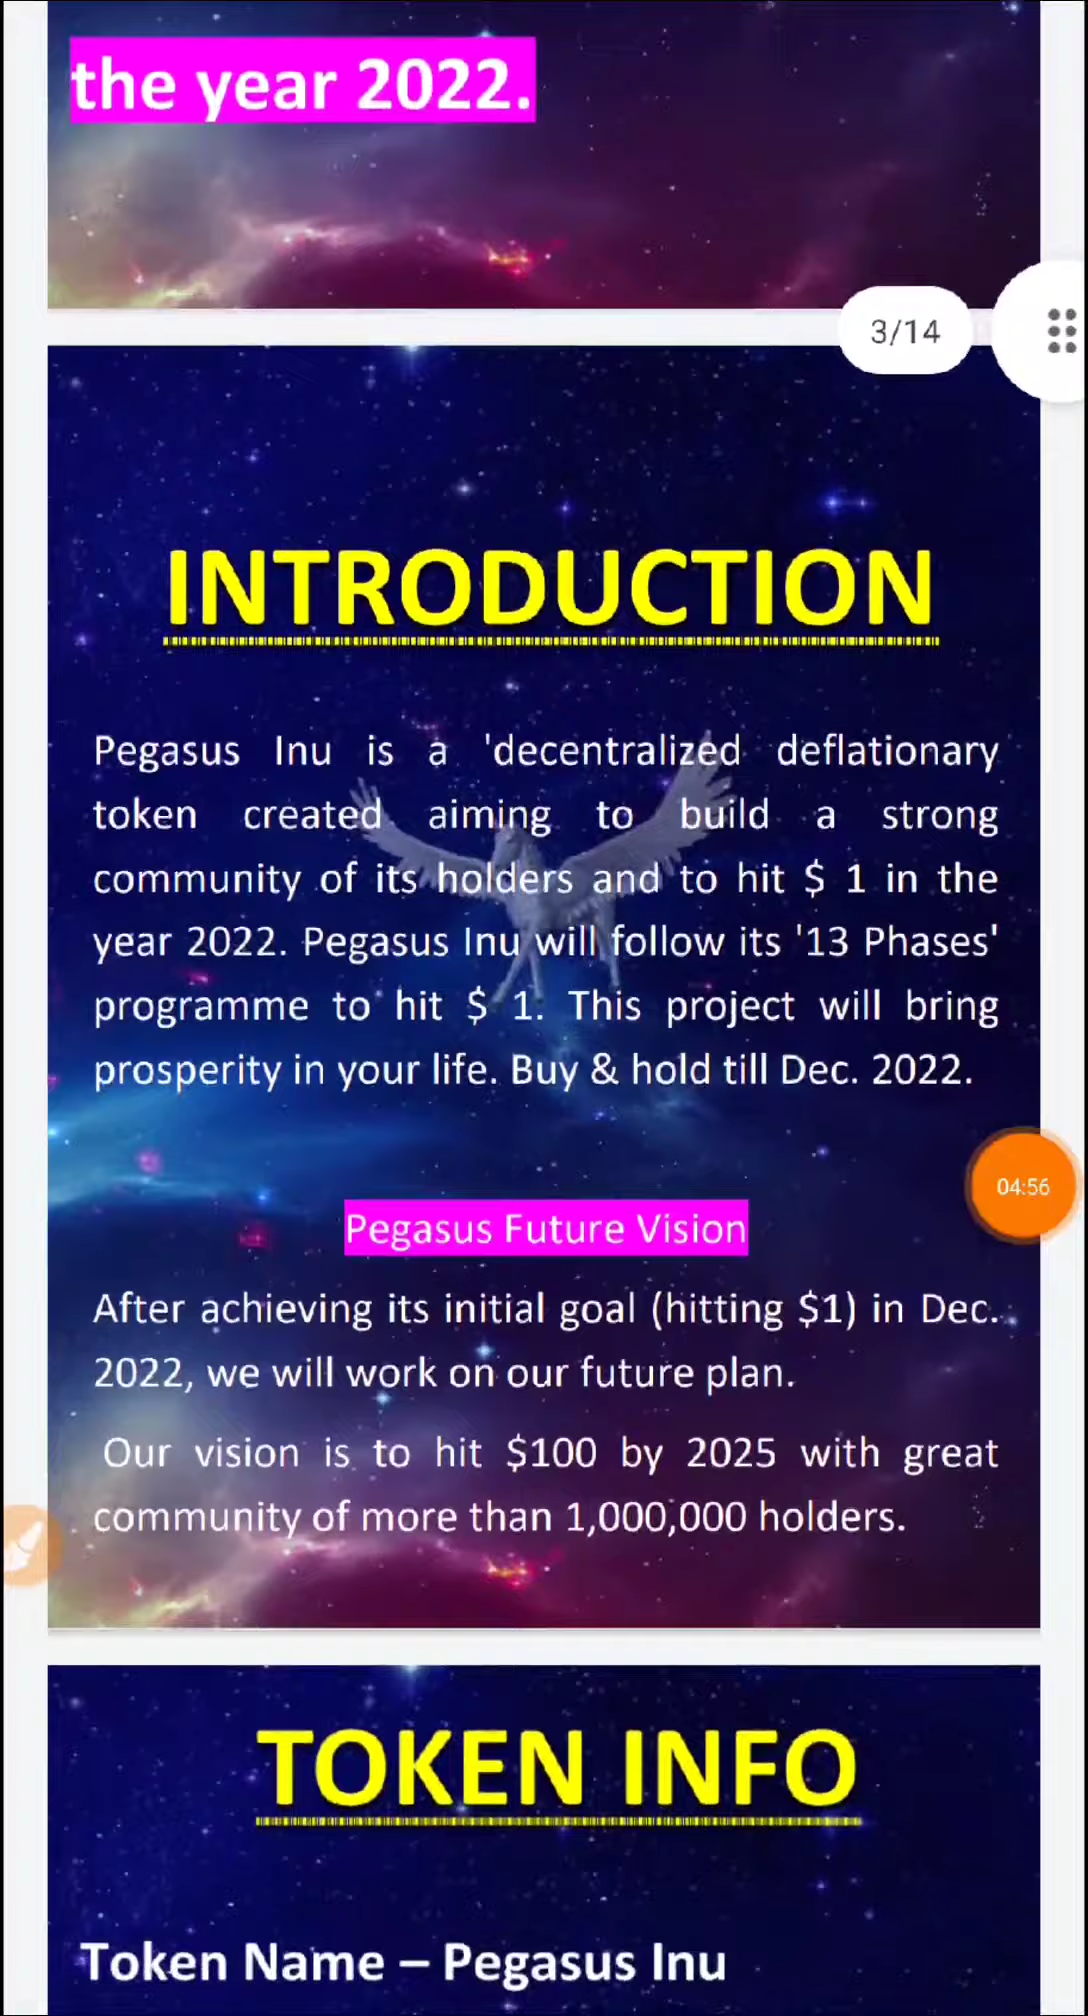 the year 2022.
3/14
INTRODUCTION
Pegasus Inu is a 'decentralized deflationary
token created aiming to build a strong
community of its holders and to hit $ 1 in the
year 2022. Pegasus Inu will follow its '13 Phases'
programme to hit $ 1. This project will bring
prosperity in your life. Buy & hold till Dec. 2022.
04:56
Pegasus Future Vision
After achieving its initial goal (hitting $1) in Dec.
2022, we will work on our future plan.
Our vision is to hit $100 by 2025 with great
community of more than 1,000,000 holders.
TOKEN INFO
Token Name – Pegasus Inu